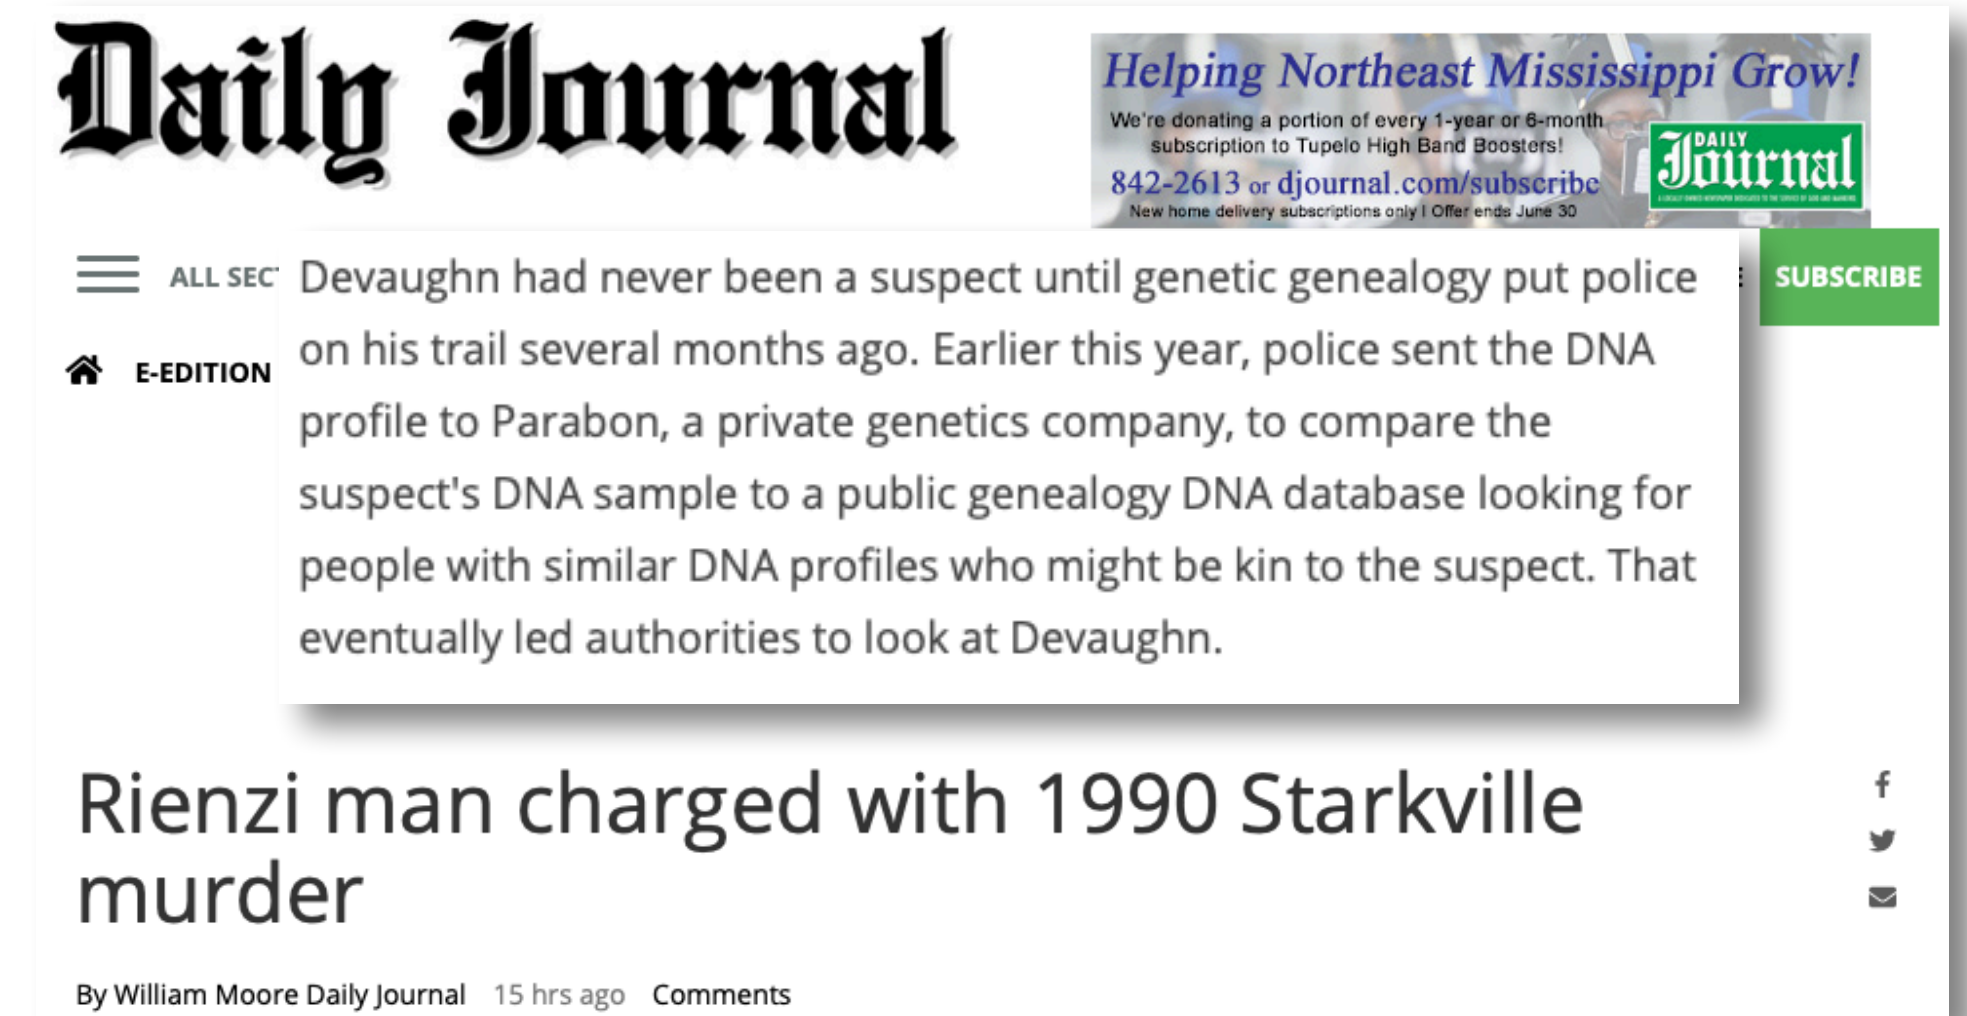 Daily Journal
Helping Northeast Mississippi Grow!
We're donating a portion of every 1-year or 6-month
subscription to Tupelo High Band Boosters!
842-2613 or djournal.com/subscribe
New home delivery subscriptions only | Offer ends June 30
DAILY
Journal
ALL SEC
SUBSCRIBE
E-EDITION
Devaughn had never been a suspect until genetic genealogy put police
on his trail several months ago. Earlier this year, police sent the DNA
profile to Parabon, a private genetics company, to compare the
suspect's DNA sample to a public genealogy DNA database looking for
people with similar DNA profiles who might be kin to the suspect. That
eventually led authorities to look at Devaughn.
Rienzi man charged with 1990 Starkville
murder
By William Moore Daily Journal 15 hrs ago Comments